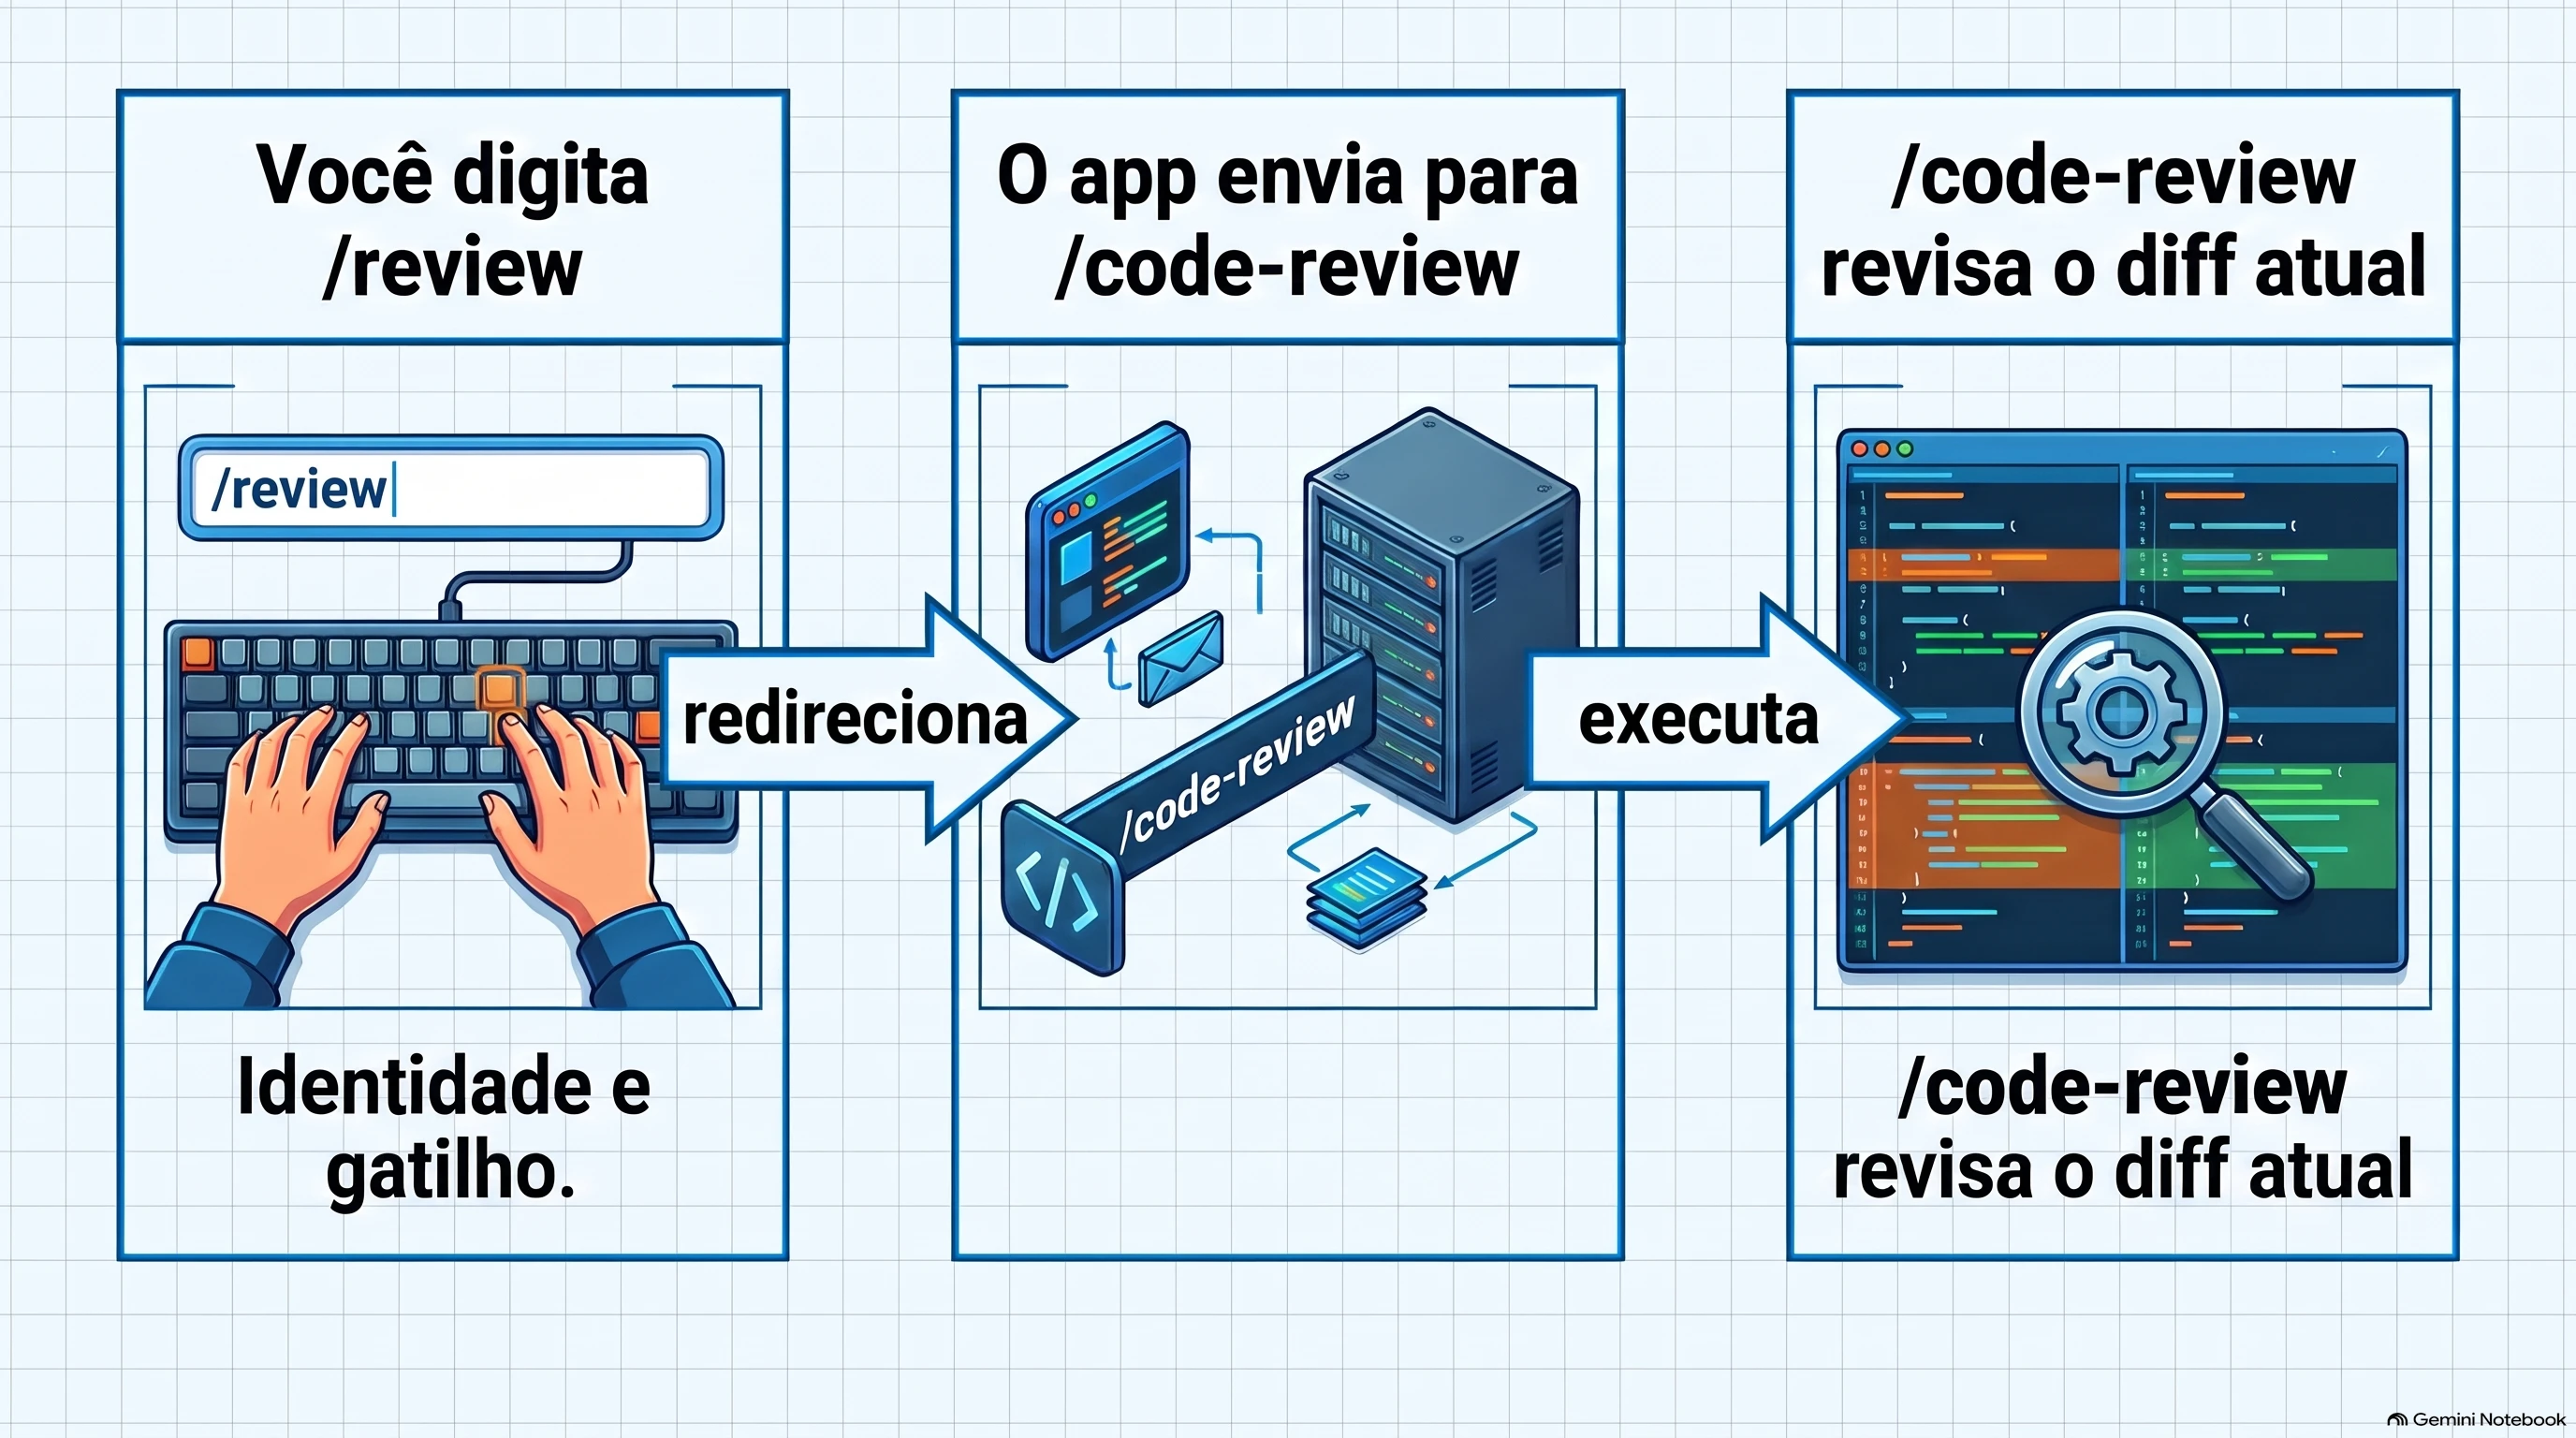 Você digita
/review
O app envia para
/code-review
/code-review
revisa o diff atual
/review
redireciona
/code-review
executa
Identidade e
gatilho.
/code-review
revisa o diff atual
Gemini Notebook